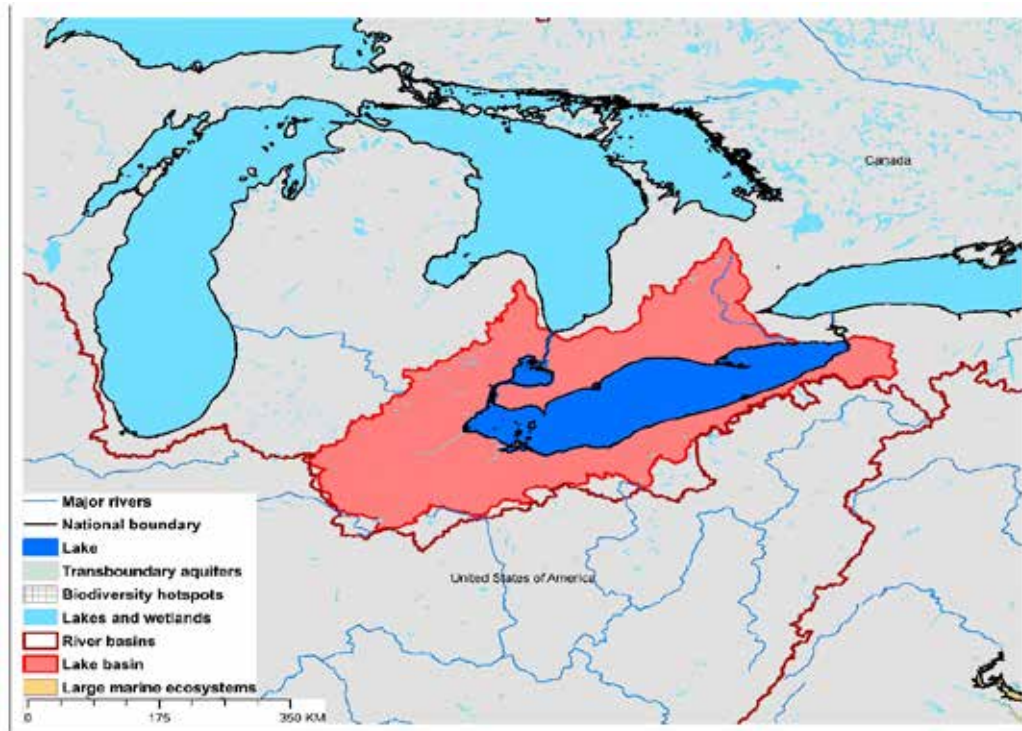 Canada
United States of America
Major rivers
National boundary
Lake
Transboundary aquifers
Biodiversity hotspots
Lakes and wetlands
River basins
Lake basin
Large marine ecosystems
0 175 350 KM